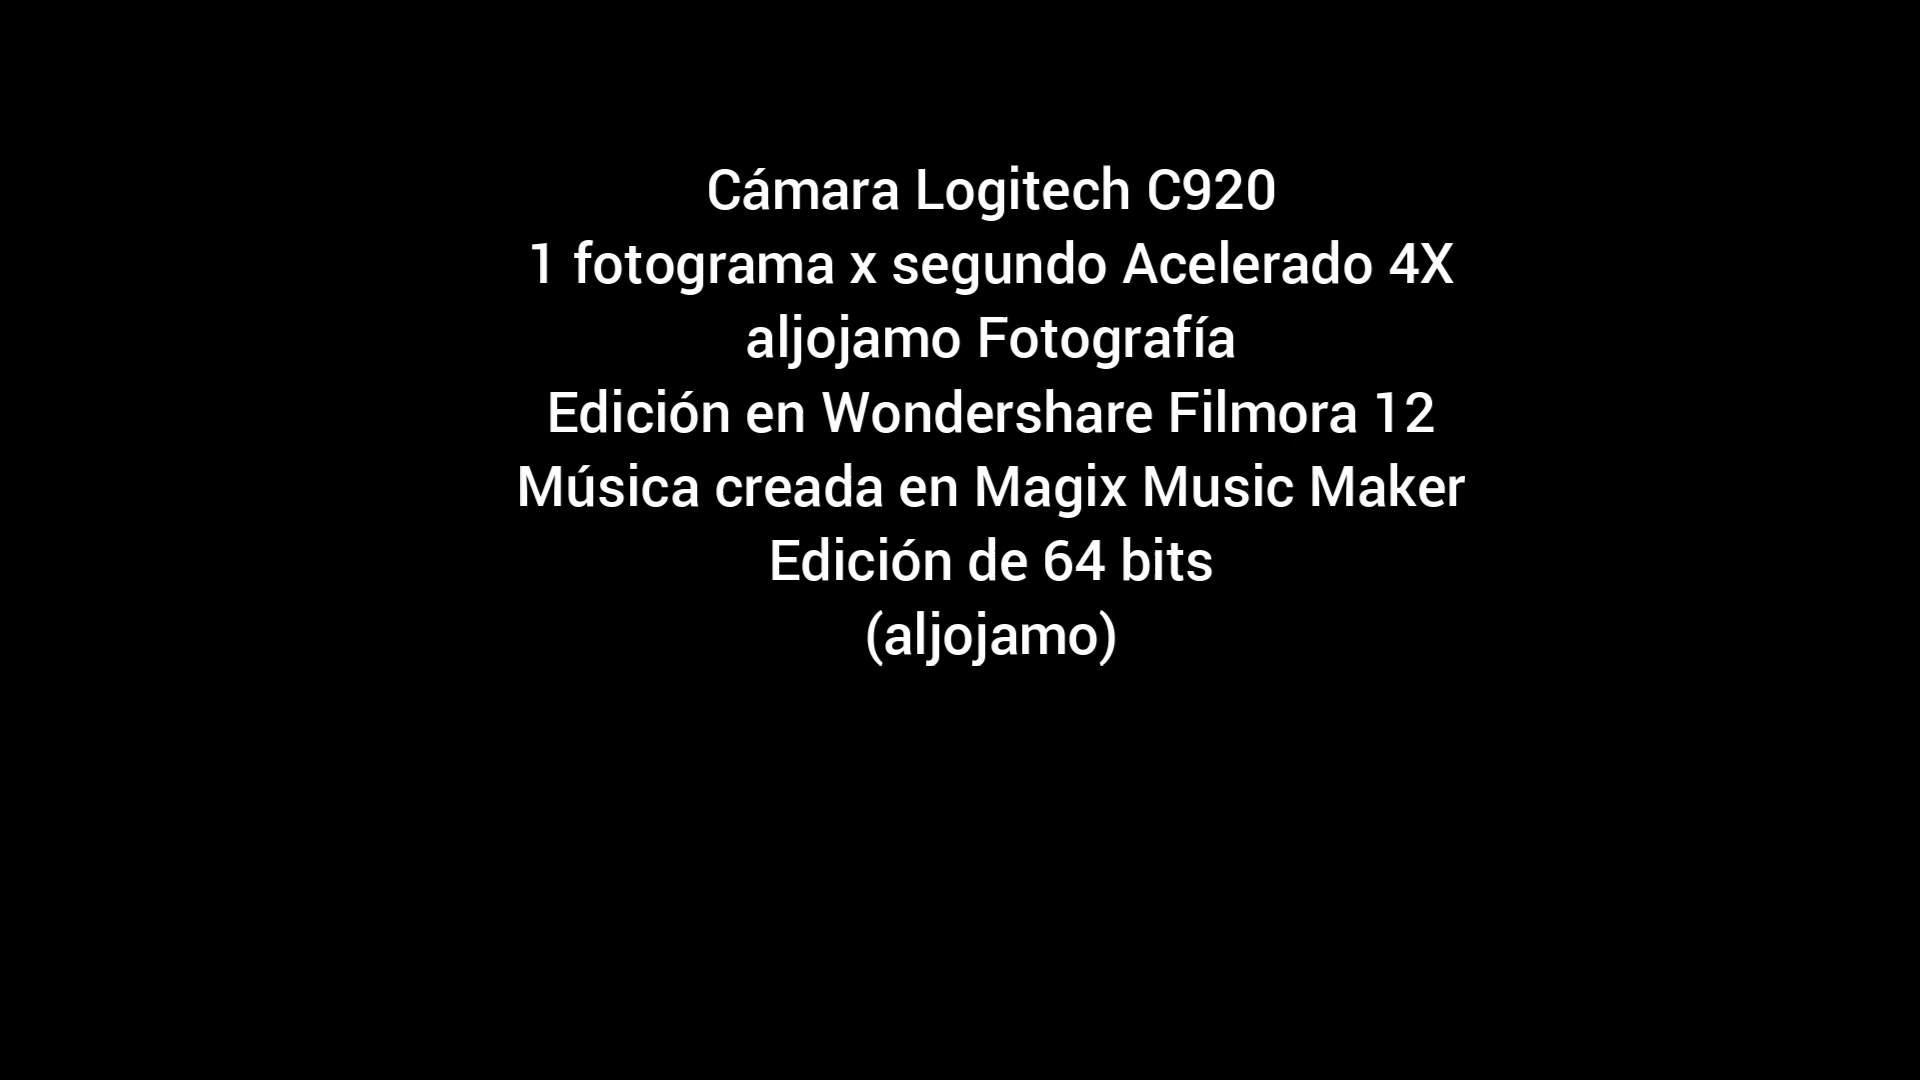 Cámara Logitech C920
1 fotograma x segundo Acelerado 4X
aljojamo Fotografía
Edición en Wondershare Filmora 12
Música creada en Magix Music Maker
Edición de 64 bits
(aljojamo)